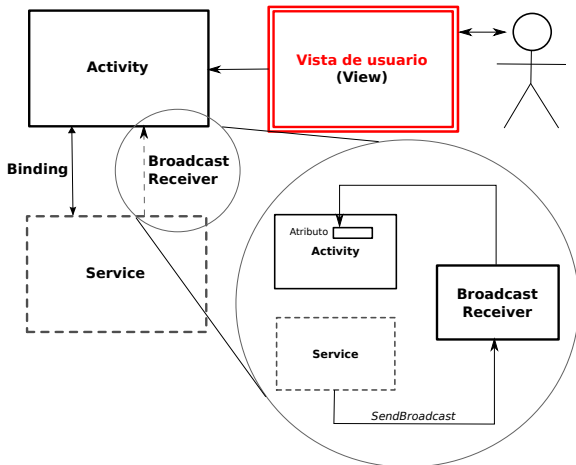 Activity
Vista de usuario
(View)
Binding
Broadcast
Receiver
Service
Atributo
Activity
Broadcast
Receiver
Service
SendBroadcast